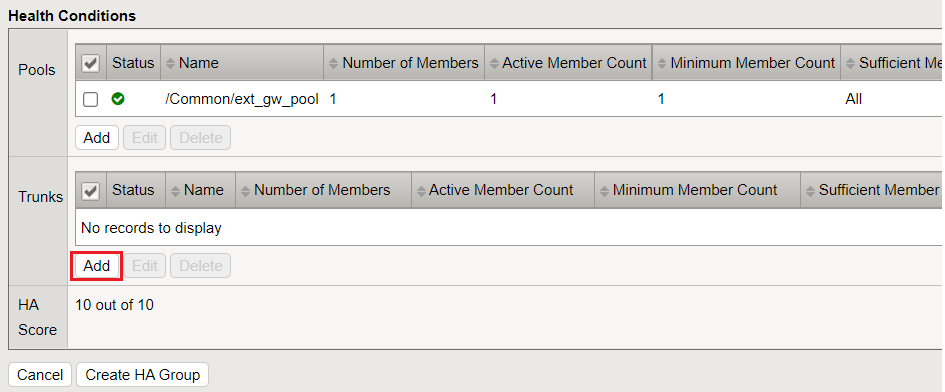 Health Conditions
Pools
Status Name Number of Members Active Member Count Minimum Member Count Sufficient Me
/Common/ext_gw_pool 1 1 1 All
Add Edit Delete
Trunks
Status Name Number of Members Active Member Count Minimum Member Count Sufficient Member
No records to display
Add Edit Delete
HA Score
10 out of 10
Cancel Create HA Group